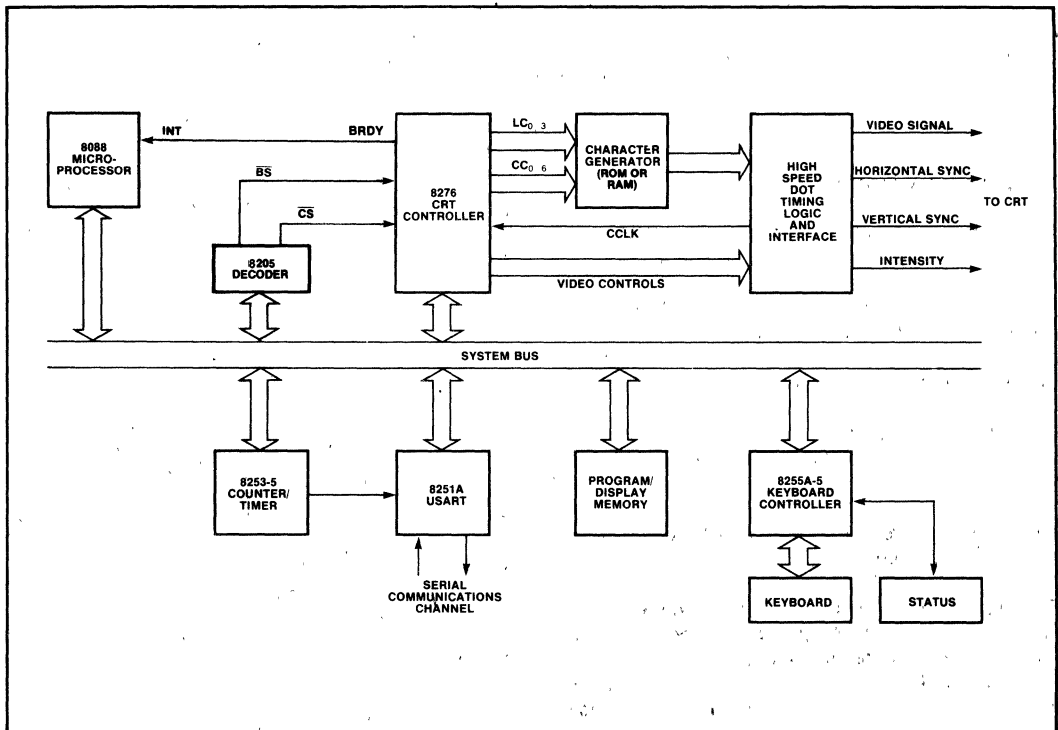 8088
MICRO-
PROCESSOR
INT
BRDY
BS
CS
8205
DECODER
8276
CRT
CONTROLLER
LC0 3
CC0 6
CHARACTER
GENERATOR
(ROM OR
RAM)
CCLK
VIDEO CONTROLS
HIGH
SPEED
DOT
TIMING
LOGIC
AND
INTERFACE
VIDEO SIGNAL
HORIZONTAL SYNC
TO CRT
VERTICAL SYNC
INTENSITY
SYSTEM BUS
8253-5
COUNTER/
TIMER
8251A
USART
SERIAL
COMMUNICATIONS
CHANNEL
PROGRAM/
DISPLAY
MEMORY
8255A-5
KEYBOARD
CONTROLLER
KEYBOARD
STATUS